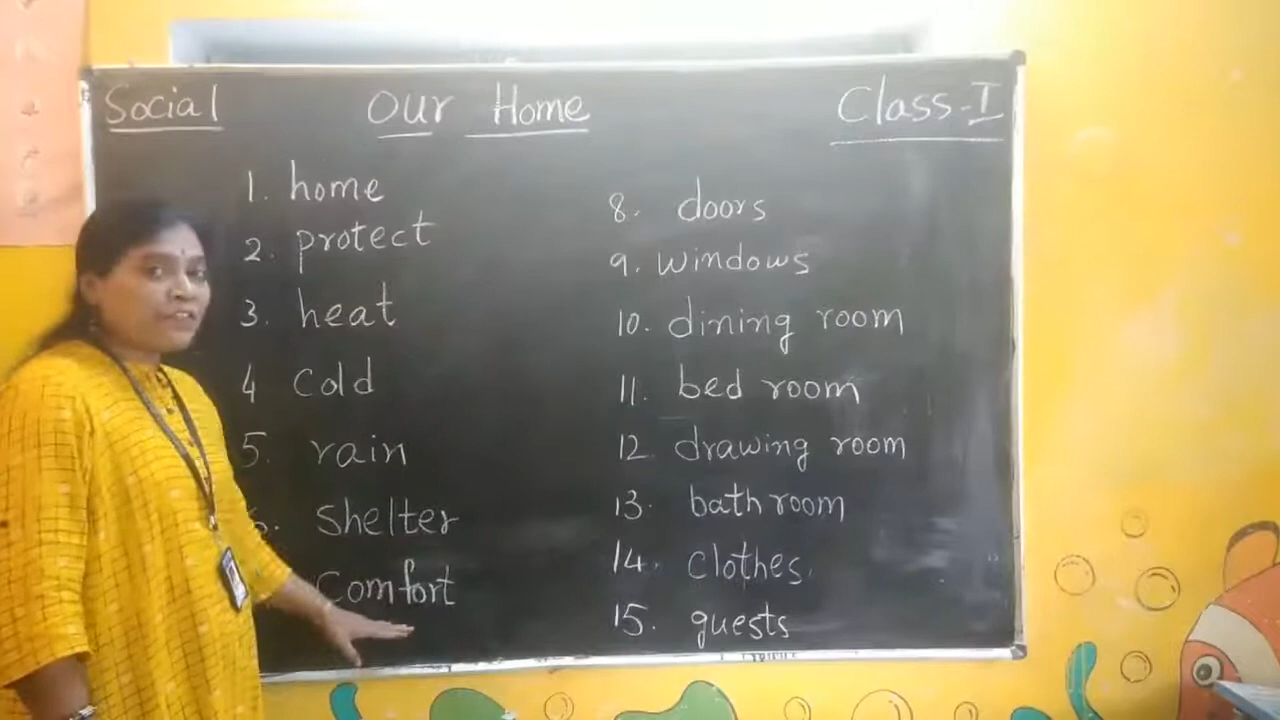 Social Our Home Class-I
1. home
2. protect
3. heat
4 cold
5. rain
6. Shelter
comfort
8. doors
9. windows
10. dining room
11. bed room
12. drawing room
13. bath room
14. clothes
15. guests